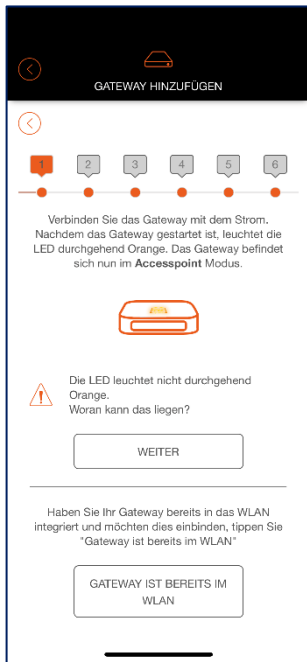 GATEWAY HINZUFÜGEN
1 2 3 4 5 6
Verbinden Sie das Gateway mit dem Strom.
Nachdem das Gateway gestartet ist, leuchtet die
LED durchgehend Orange. Das Gateway befindet
sich nun im Accesspoint Modus.
Die LED leuchtet nicht durchgehend
Orange.
Woran kann das liegen?
WEITER
Haben Sie Ihr Gateway bereits in das WLAN
integriert und möchten dies einbinden, tippen Sie
"Gateway ist bereits im WLAN"
GATEWAY IST BEREITS IM
WLAN